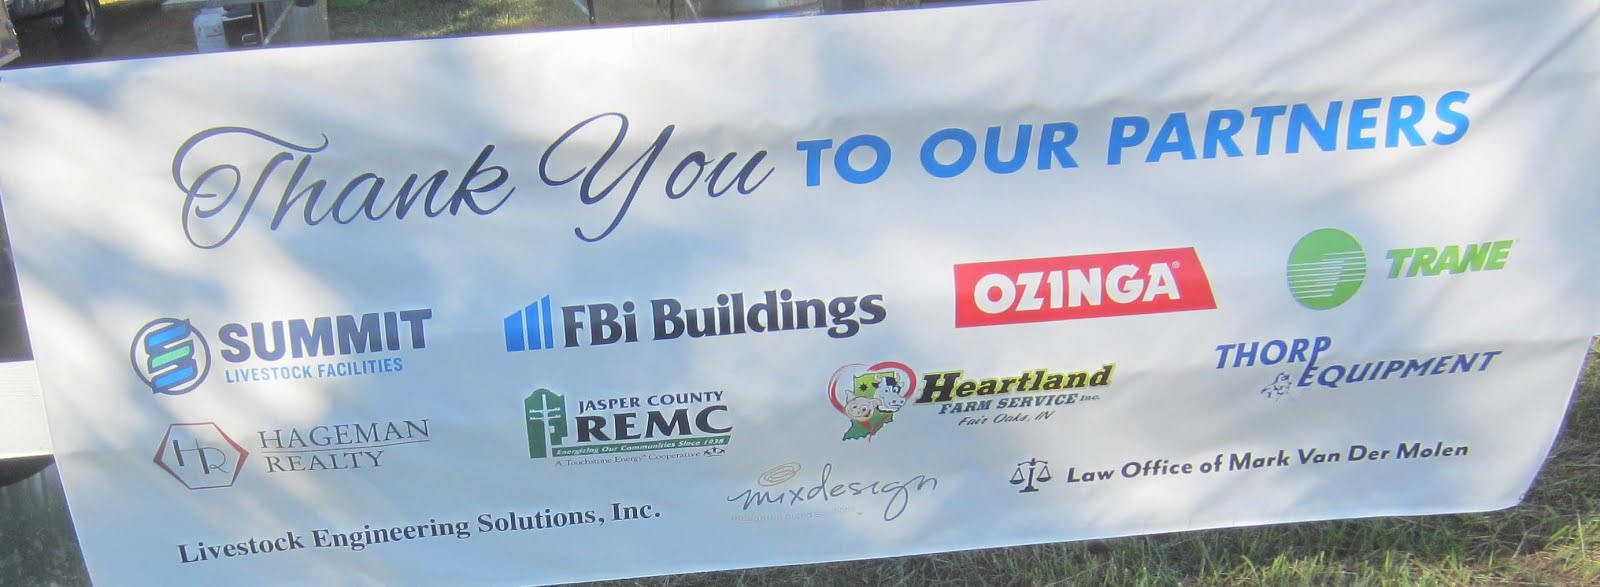 Thank You TO OUR PARTNERS
SUMMIT
LIVESTOCK FACILITIES
FBi Buildings
OZINGA®
TRANE
HAGEMAN
REALTY
JASPER COUNTY
REMC
Energizing Our Communities Since 1938
A Touchstone Energy® Cooperative
Heartland
FARM SERVICE Inc.
Fair Oaks, IN
THORP
EQUIPMENT
Livestock Engineering Solutions, Inc.
mixdesign
Law Office of Mark Van Der Molen